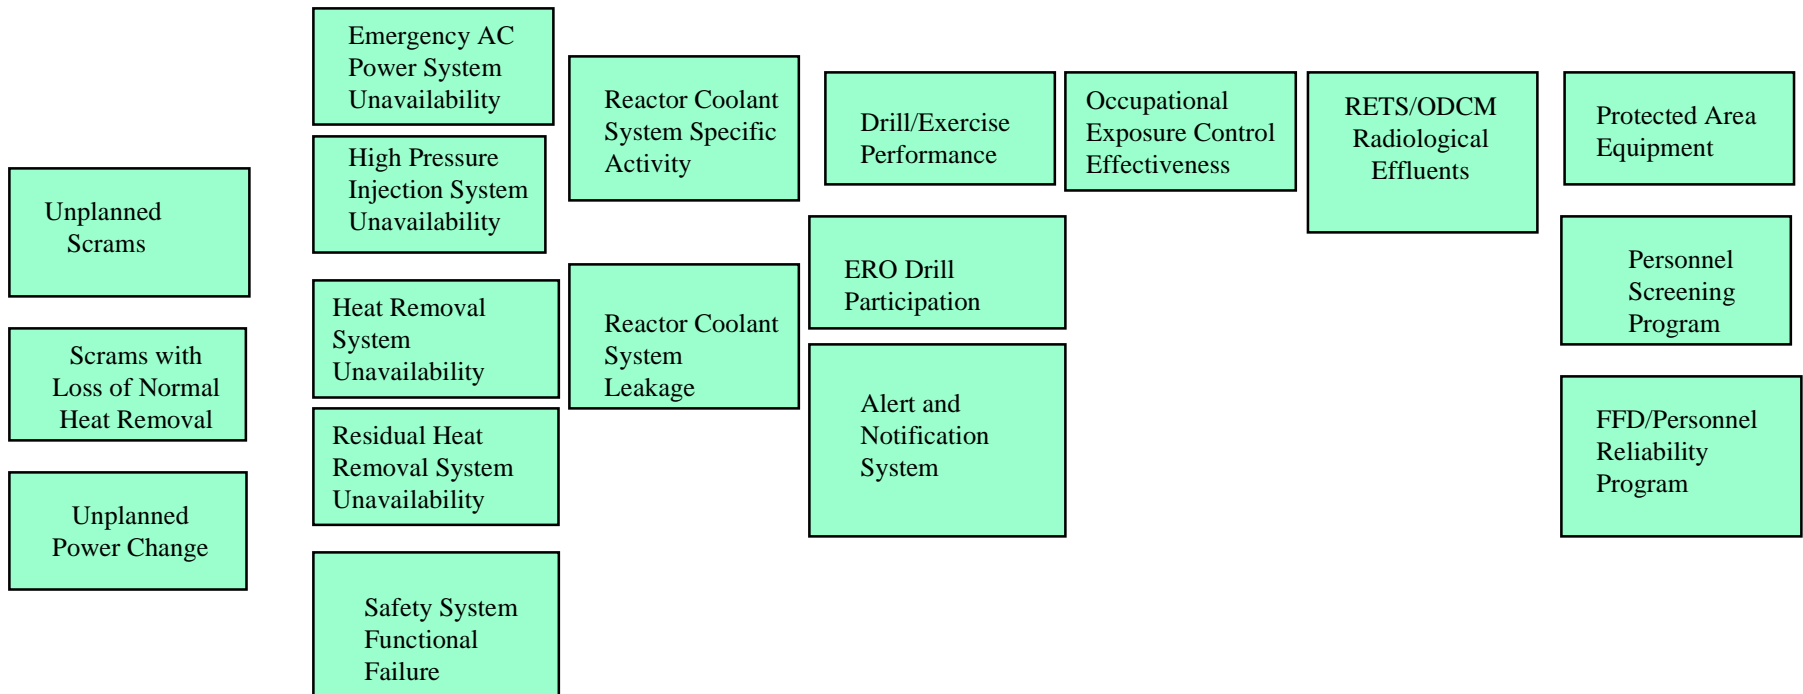 Unplanned
Scrams
Scrams with
Loss of Normal
Heat Removal
Unplanned
Power Change
Emergency AC
Power System
Unavailability
High Pressure
Injection System
Unavailability
Heat Removal
System
Unavailability
Residual Heat
Removal System
Unavailability
Safety System
Functional
Failure
Reactor Coolant
System Specific
Activity
Reactor Coolant
System
Leakage
Drill/Exercise
Performance
ERO Drill
Participation
Alert and
Notification
System
Occupational
Exposure Control
Effectiveness
RETS/ODCM
Radiological
Effluents
Protected Area
Equipment
Personnel
Screening
Program
FFD/Personnel
Reliability
Program